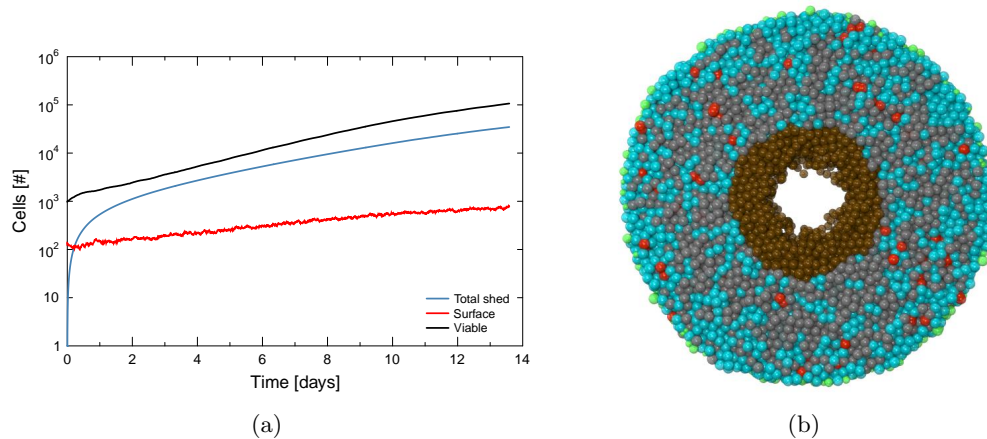 10^6
10^5
10^4
10^3
10^2
10
1
Cells [#]
0 2 4 6 8 10 12 14
Time [days]
Total shed
Surface
Viable
(a)
(b)